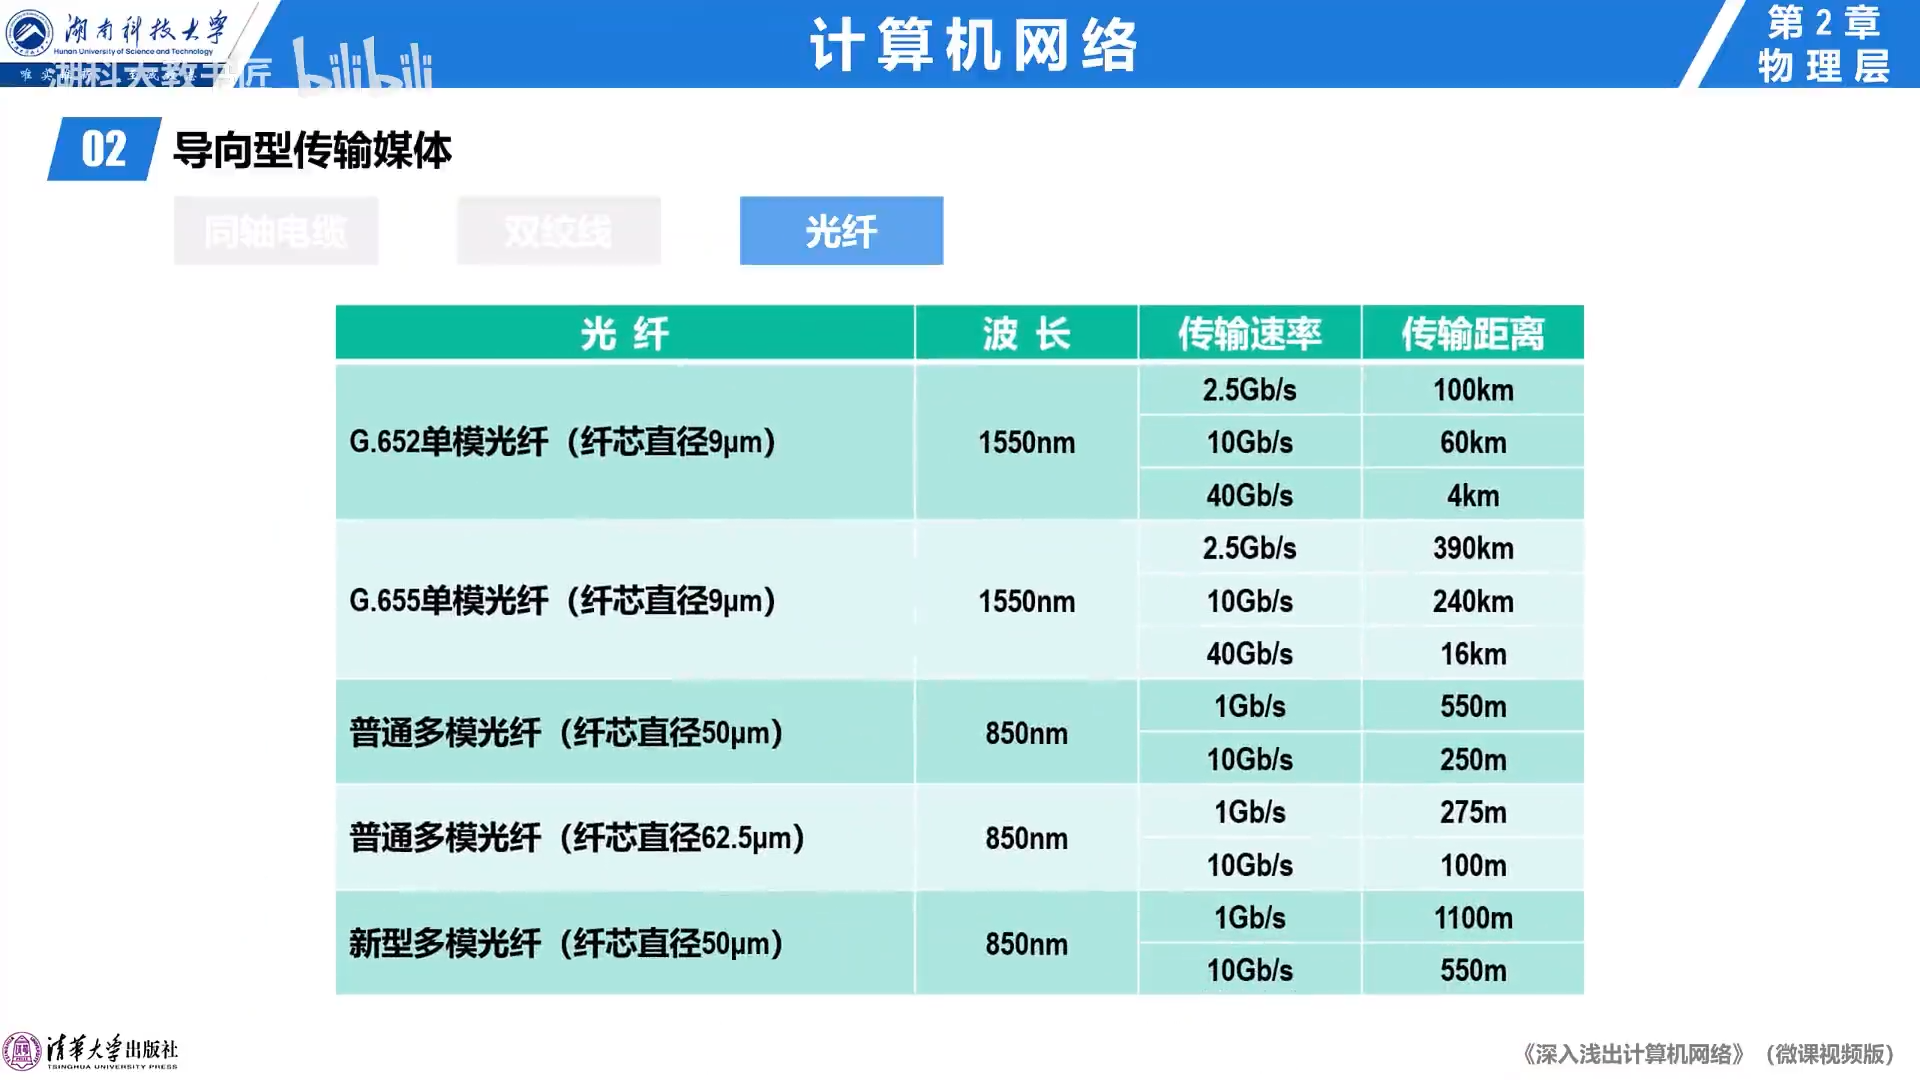 湖南科技大学
Hunan University of Science and Technology
湖科大教书匠 bilibili
计算机网络
第2章
物理层
02 导向型传输媒体
同轴电缆 双绞线 光纤
光纤 波长 传输速率 传输距离
G.652单模光纤（纤芯直径9μm） 1550nm 2.5Gb/s 100km
10Gb/s 60km
40Gb/s 4km
G.655单模光纤（纤芯直径9μm） 1550nm 2.5Gb/s 390km
10Gb/s 240km
40Gb/s 16km
普通多模光纤（纤芯直径50μm） 850nm 1Gb/s 550m
10Gb/s 250m
普通多模光纤（纤芯直径62.5μm） 850nm 1Gb/s 275m
10Gb/s 100m
新型多模光纤（纤芯直径50μm） 850nm 1Gb/s 1100m
10Gb/s 550m
清华大学出版社
TSINGHUA UNIVERSITY PRESS
《深入浅出计算机网络》（微课视频版）